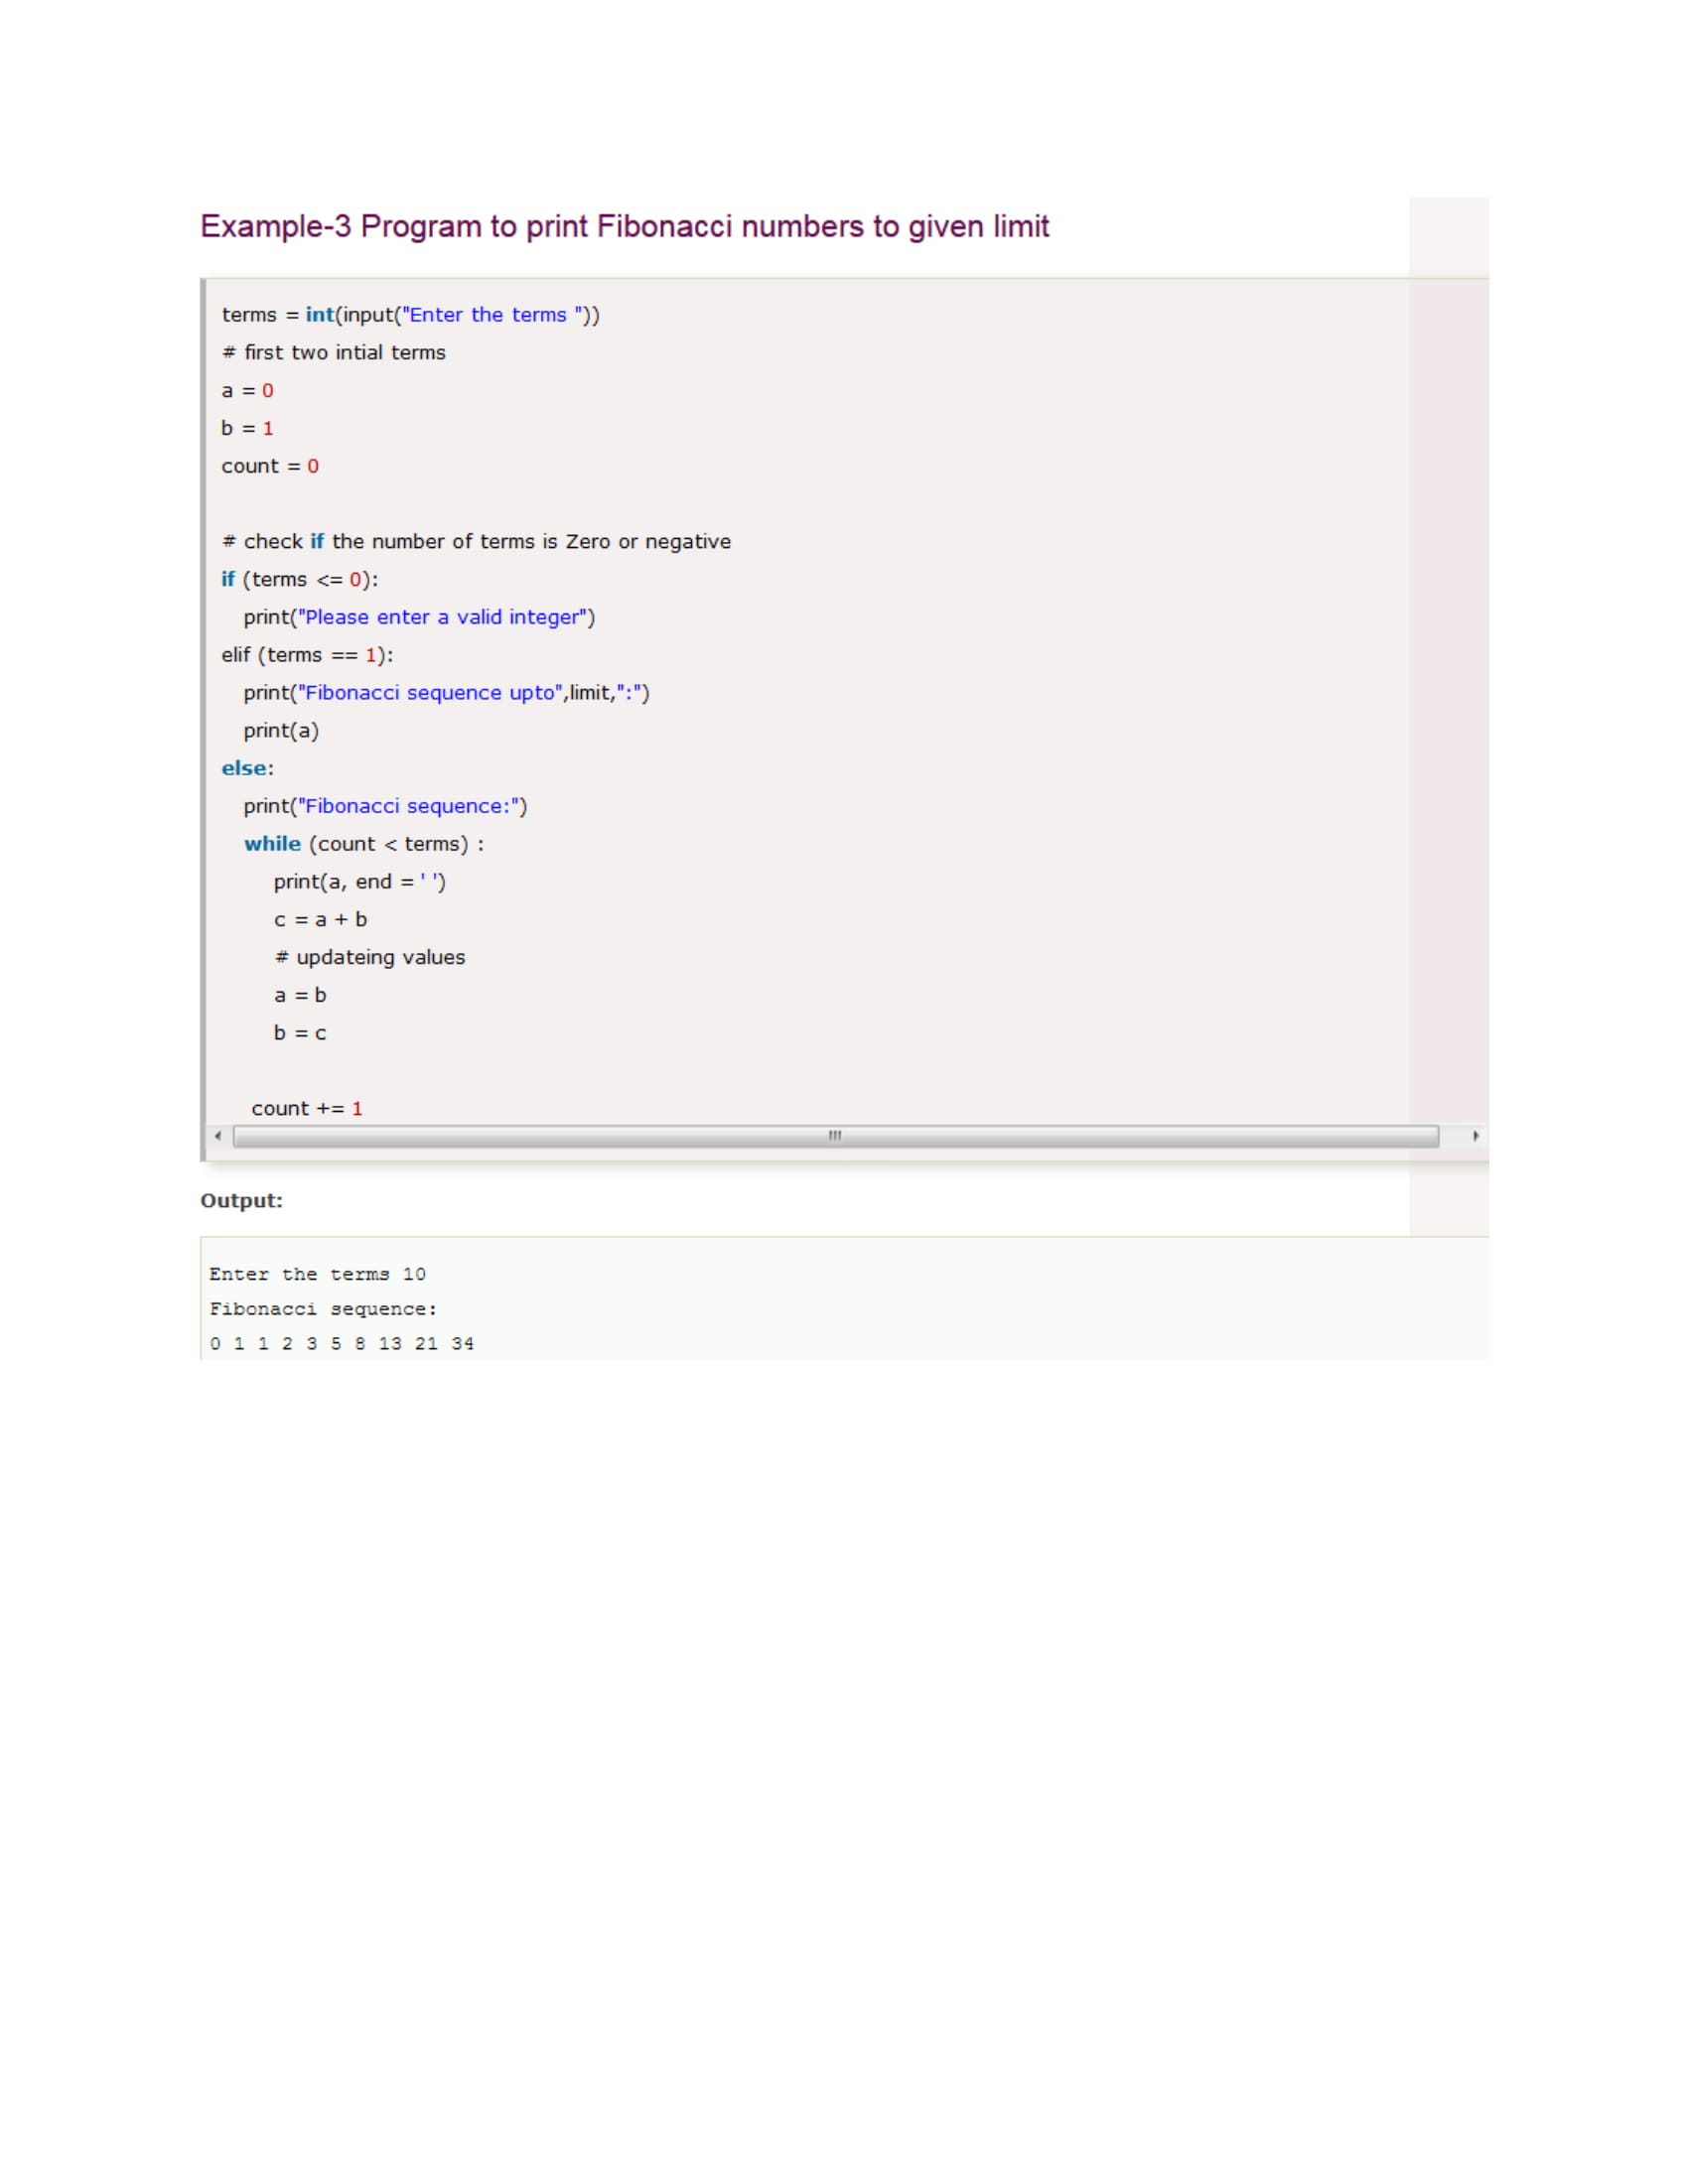 Example-3 Program to print Fibonacci numbers to given limit
terms = int(input("Enter the terms "))
# first two intial terms
a = 0
b = 1
count = 0
# check if the number of terms is Zero or negative
if (terms <= 0):
print("Please enter a valid integer")
elif (terms == 1):
print("Fibonacci sequence upto",limit,":")
print(a)
else:
print("Fibonacci sequence:")
while (count < terms) :
print(a, end = ' ')
c = a + b
# updateing values
a = b
b = c
count += 1
Output:
Enter the terms 10
Fibonacci sequence:
0 1 1 2 3 5 8 13 21 34